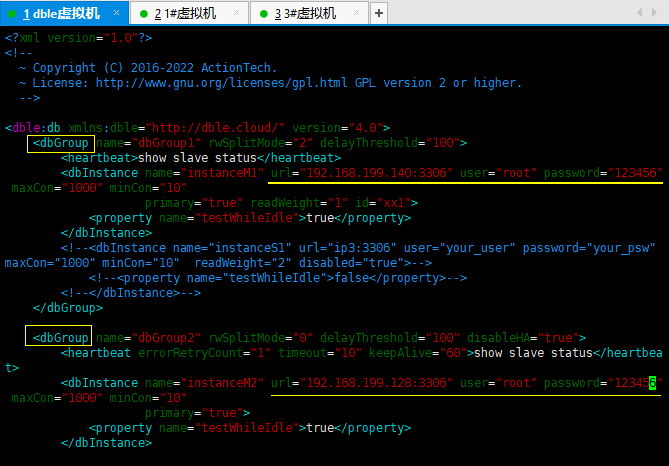 1 dble虚拟机 × 2 1#虚拟机 × 3 3#虚拟机 × +
<?xml version="1.0"?>
<!--
  ~ Copyright (C) 2016-2022 ActionTech.
  ~ License: http://www.gnu.org/licenses/gpl.html GPL version 2 or higher.
  -->
<dble:db xmlns:dble="http://dble.cloud/" version="4.0">
    <dbGroup name="dbGroup1" rwSplitMode="2" delayThreshold="100">
        <heartbeat>show slave status</heartbeat>
        <dbInstance name="instanceM1" url="192.168.199.140:3306" user="root" password="123456"
 maxCon="1000" minCon="10"
                    primary="true" readWeight="1" id="xx1">
            <property name="testWhileIdle">true</property>
        </dbInstance>
        <!--<dbInstance name="instanceS1" url="ip3:3306" user="your_user" password="your_psw"
maxCon="1000" minCon="10"  readWeight="2" disabled="true">-->
            <!--<property name="testWhileIdle">false</property>-->
        <!--</dbInstance>-->
    </dbGroup>
    <dbGroup name="dbGroup2" rwSplitMode="0" delayThreshold="100" disableHA="true">
        <heartbeat errorRetryCount="1" timeout="10" keepAlive="60">show slave status</heartbea
t>
        <dbInstance name="instanceM2" url="192.168.199.128:3306" user="root" password="123456"
 maxCon="1000" minCon="10"
                    primary="true">
            <property name="testWhileIdle">true</property>
        </dbInstance>